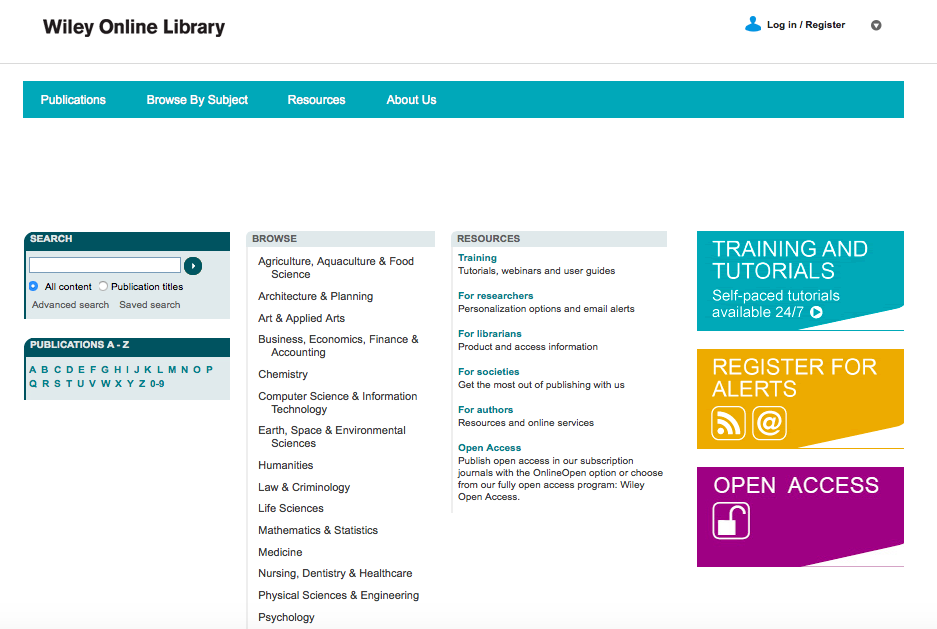 Wiley Online Library
Log in / Register
Publications
Browse By Subject
Resources
About Us
SEARCH
All content
Publication titles
Advanced search
Saved search
PUBLICATIONS A - Z
A B C D E F G H I J K L M N O P
Q R S T U V W X Y Z 0-9
BROWSE
Agriculture, Aquaculture & Food
Science
Architecture & Planning
Art & Applied Arts
Business, Economics, Finance &
Accounting
Chemistry
Computer Science & Information
Technology
Earth, Space & Environmental
Sciences
Humanities
Law & Criminology
Life Sciences
Mathematics & Statistics
Medicine
Nursing, Dentistry & Healthcare
Physical Sciences & Engineering
Psychology
RESOURCES
Training
Tutorials, webinars and user guides
For researchers
Personalization options and email alerts
For librarians
Product and access information
For societies
Get the most out of publishing with us
For authors
Resources and online services
Open Access
Publish open access in our subscription
journals with the OnlineOpen option or choose
from our fully open access program: Wiley
Open Access.
TRAINING AND
TUTORIALS
Self-paced tutorials
available 24/7
REGISTER FOR
ALERTS
@
OPEN ACCESS